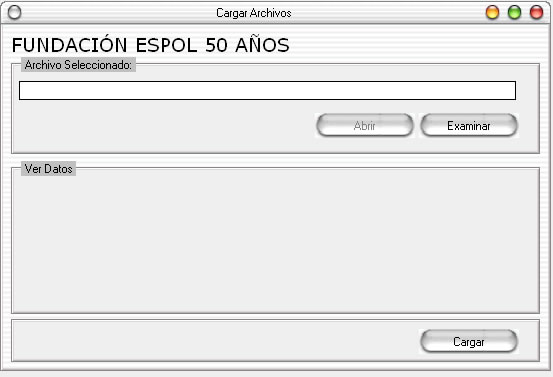 Cargar Archivos
FUNDACIÓN ESPOL 50 AÑOS
Archivo Seleccionado:
Abrir
Examinar
Ver Datos
Cargar